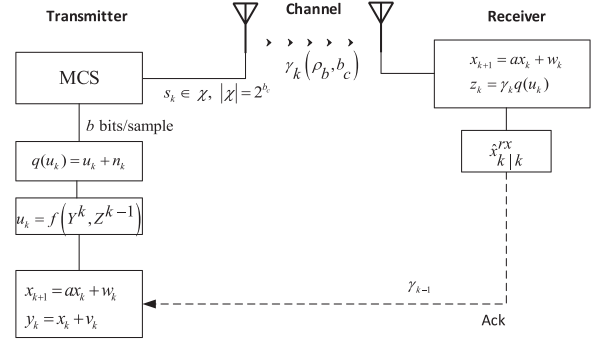 Transmitter
Channel
Receiver
MCS
s_k ∈ χ, |χ| = 2^{b_c}
γ_k(ρ_b, b_c)
x_{k+1} = ax_k + w_k
z_k = γ_k q(u_k)
b bits/sample
q(u_k) = u_k + n_k
x̂^{rx}_{k|k}
u_k = f(Y^k, Z^{k−1})
x_{k+1} = ax_k + w_k
y_k = x_k + v_k
γ_{k−1}
Ack